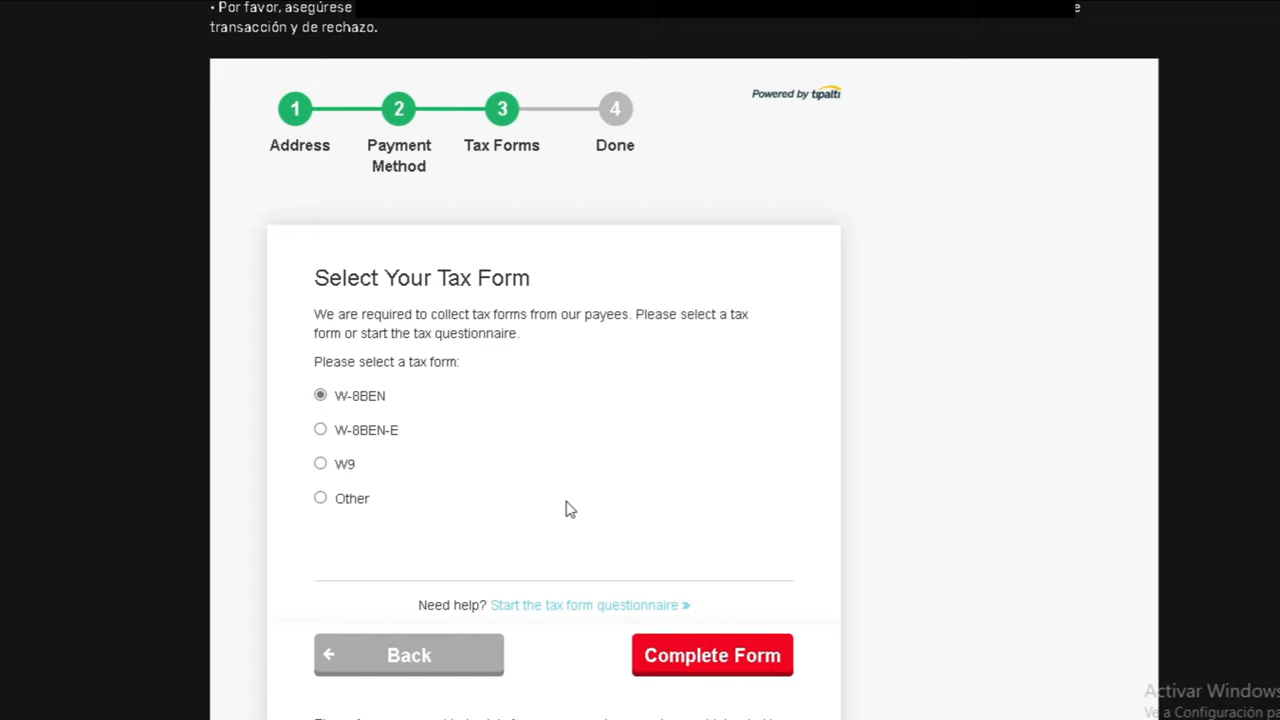 • Por favor, asegúrese
transacción y de rechazo.
Powered by tipalti
1 2 3 4
Address Payment Method Tax Forms Done
Select Your Tax Form
We are required to collect tax forms from our payees. Please select a tax
form or start the tax questionnaire.
Please select a tax form:
W-8BEN
W-8BEN-E
W9
Other
Need help? Start the tax form questionnaire »
Back
Complete Form
Activar Windows
Ve a Configuración pa